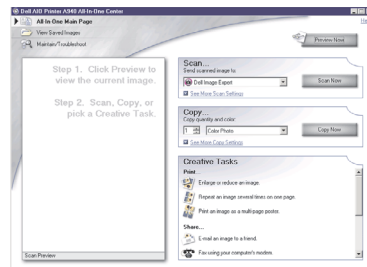 Dell AIO Printer A940 All-In-One Center
All-In-One Main Page
View Saved Images
Maintain/Troubleshoot
Preview Now
Step 1. Click Preview to
view the current image.
Step 2. Scan, Copy, or
pick a Creative Task.
Scan Preview
Scan...
Send scanned image to:
Dell Image Expert
Scan Now
See More Scan Settings
Copy...
Copy quantity and color:
1
Color Photo
Copy Now
See More Copy Settings
Creative Tasks
Print...
Enlarge or reduce an image.
Repeat an image several times on one page.
Print an image as a multi-page poster.
Share...
E-mail an image to a friend.
Fax using your computer's modem.